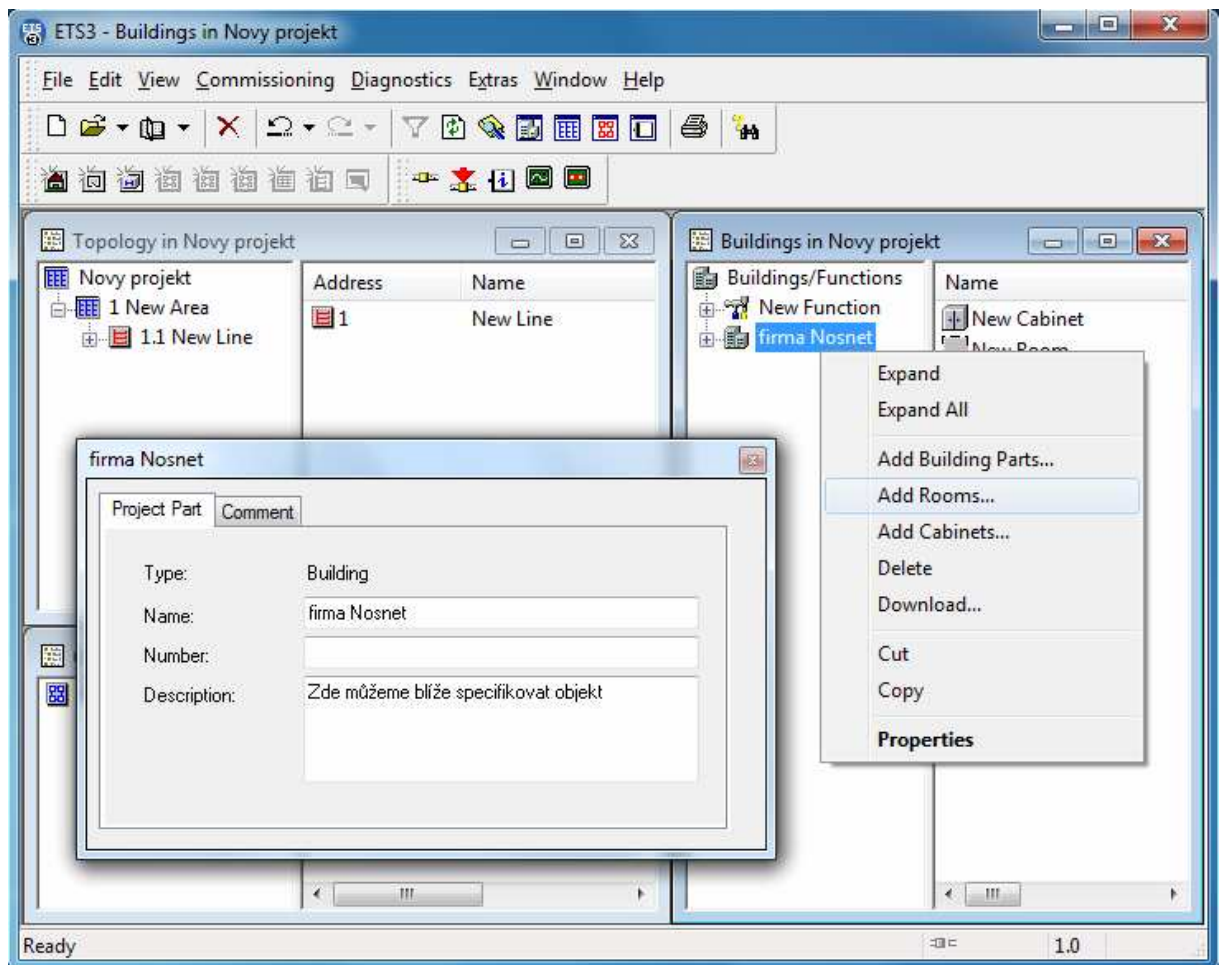 ETS3 - Buildings in Novy projekt
File Edit View Commissioning Diagnostics Extras Window Help
Topology in Novy projekt
Novy projekt
1 New Area
1.1 New Line
Address Name
1 New Line
Buildings in Novy projekt
Buildings/Functions
New Function
firma Nosnet
Name
New Cabinet
New Room
Expand
Expand All
Add Building Parts...
Add Rooms...
Add Cabinets...
Delete
Download...
Cut
Copy
Properties
firma Nosnet
Project Part Comment
Type: Building
Name: firma Nosnet
Number:
Description: Zde můžeme blíže specifikovat objekt
Ready 1.0